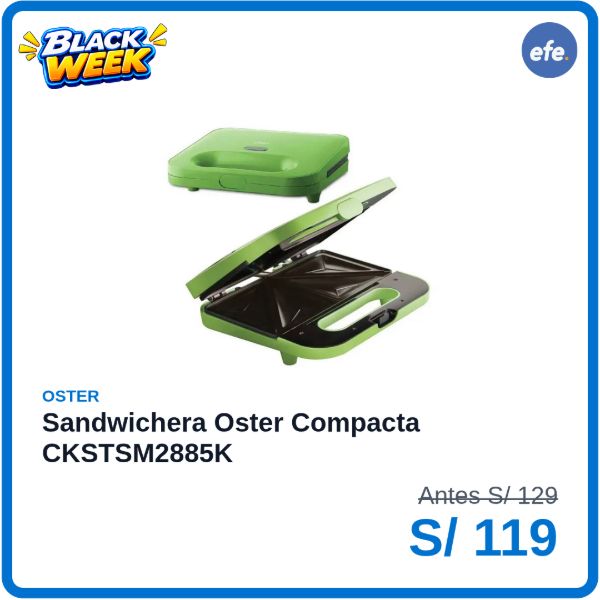 BLACK
WEEK
efe.
OSTER
Sandwichera Oster Compacta
CKSTSM2885K
Antes S/ 129
S/ 119